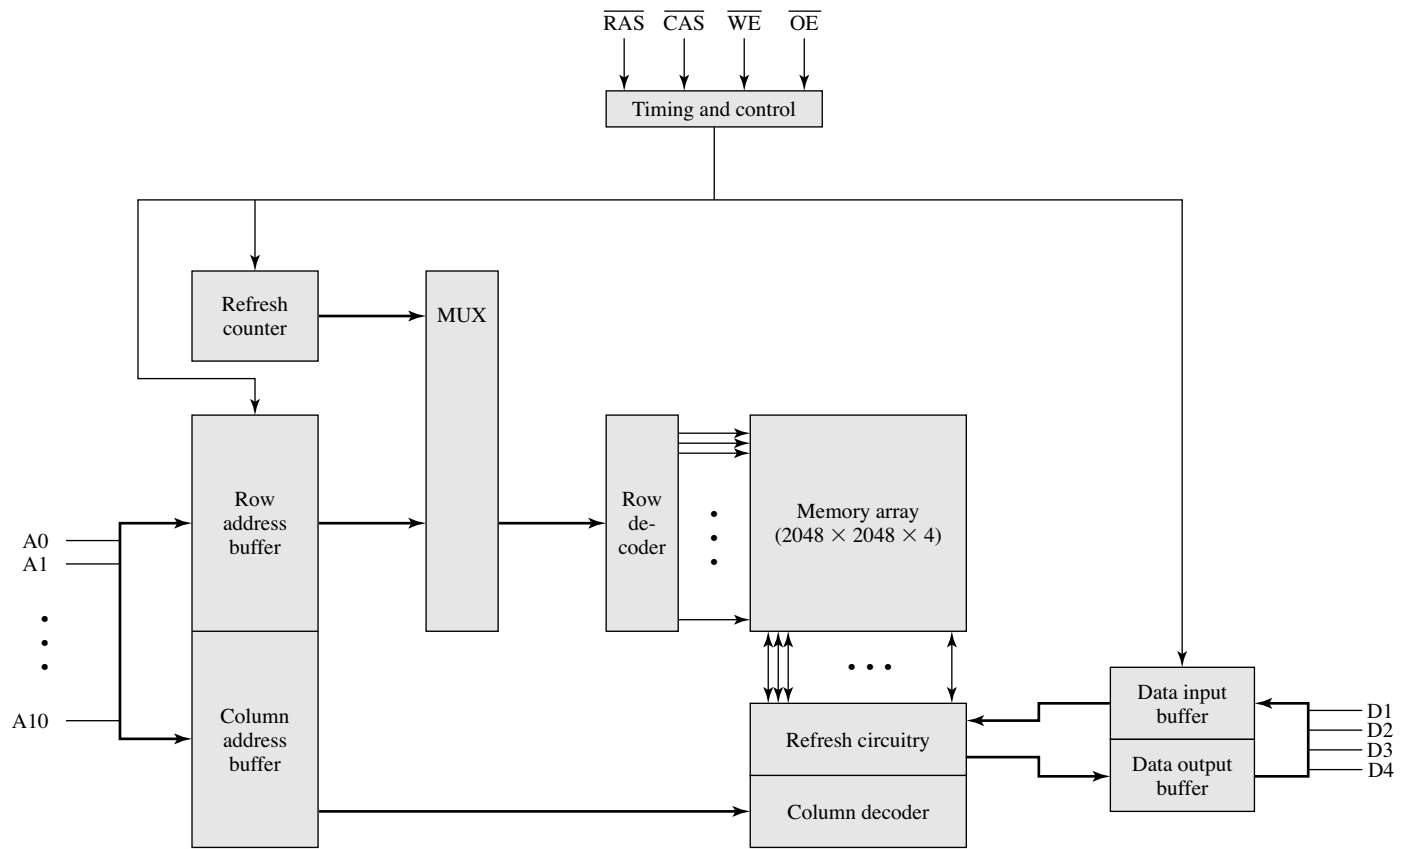 RAS CAS WE OE
Timing and control
Refresh
counter
MUX
Row
address
buffer
Row
de-
coder
Memory array
(2048 × 2048 × 4)
A0
A1
A10
Column
address
buffer
Refresh circuitry
Column decoder
Data input
buffer
Data output
buffer
D1
D2
D3
D4